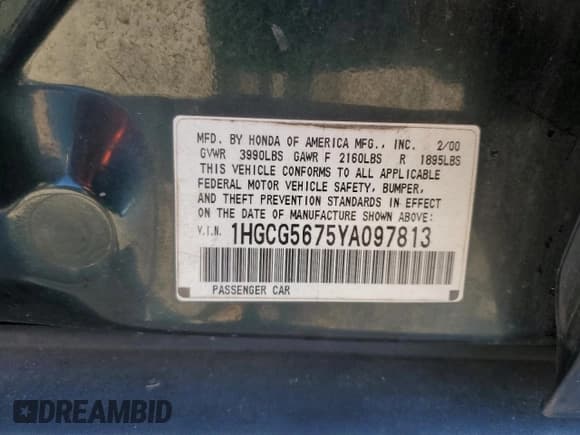 MFD. BY HONDA OF AMERICA MFG., INC. 2/00
GVWR 3990LBS GAWR F 2160LBS R 1895LBS
THIS VEHICLE CONFORMS TO ALL APPLICABLE
FEDERAL MOTOR VEHICLE SAFETY, BUMPER,
AND THEFT PREVENTION STANDARDS IN EFFECT
ON THE DATE OF MANUFACTURE SHOWN ABOVE:
V.I.N. 1HGCG5675YA097813
PASSENGER CAR
DREAMBID